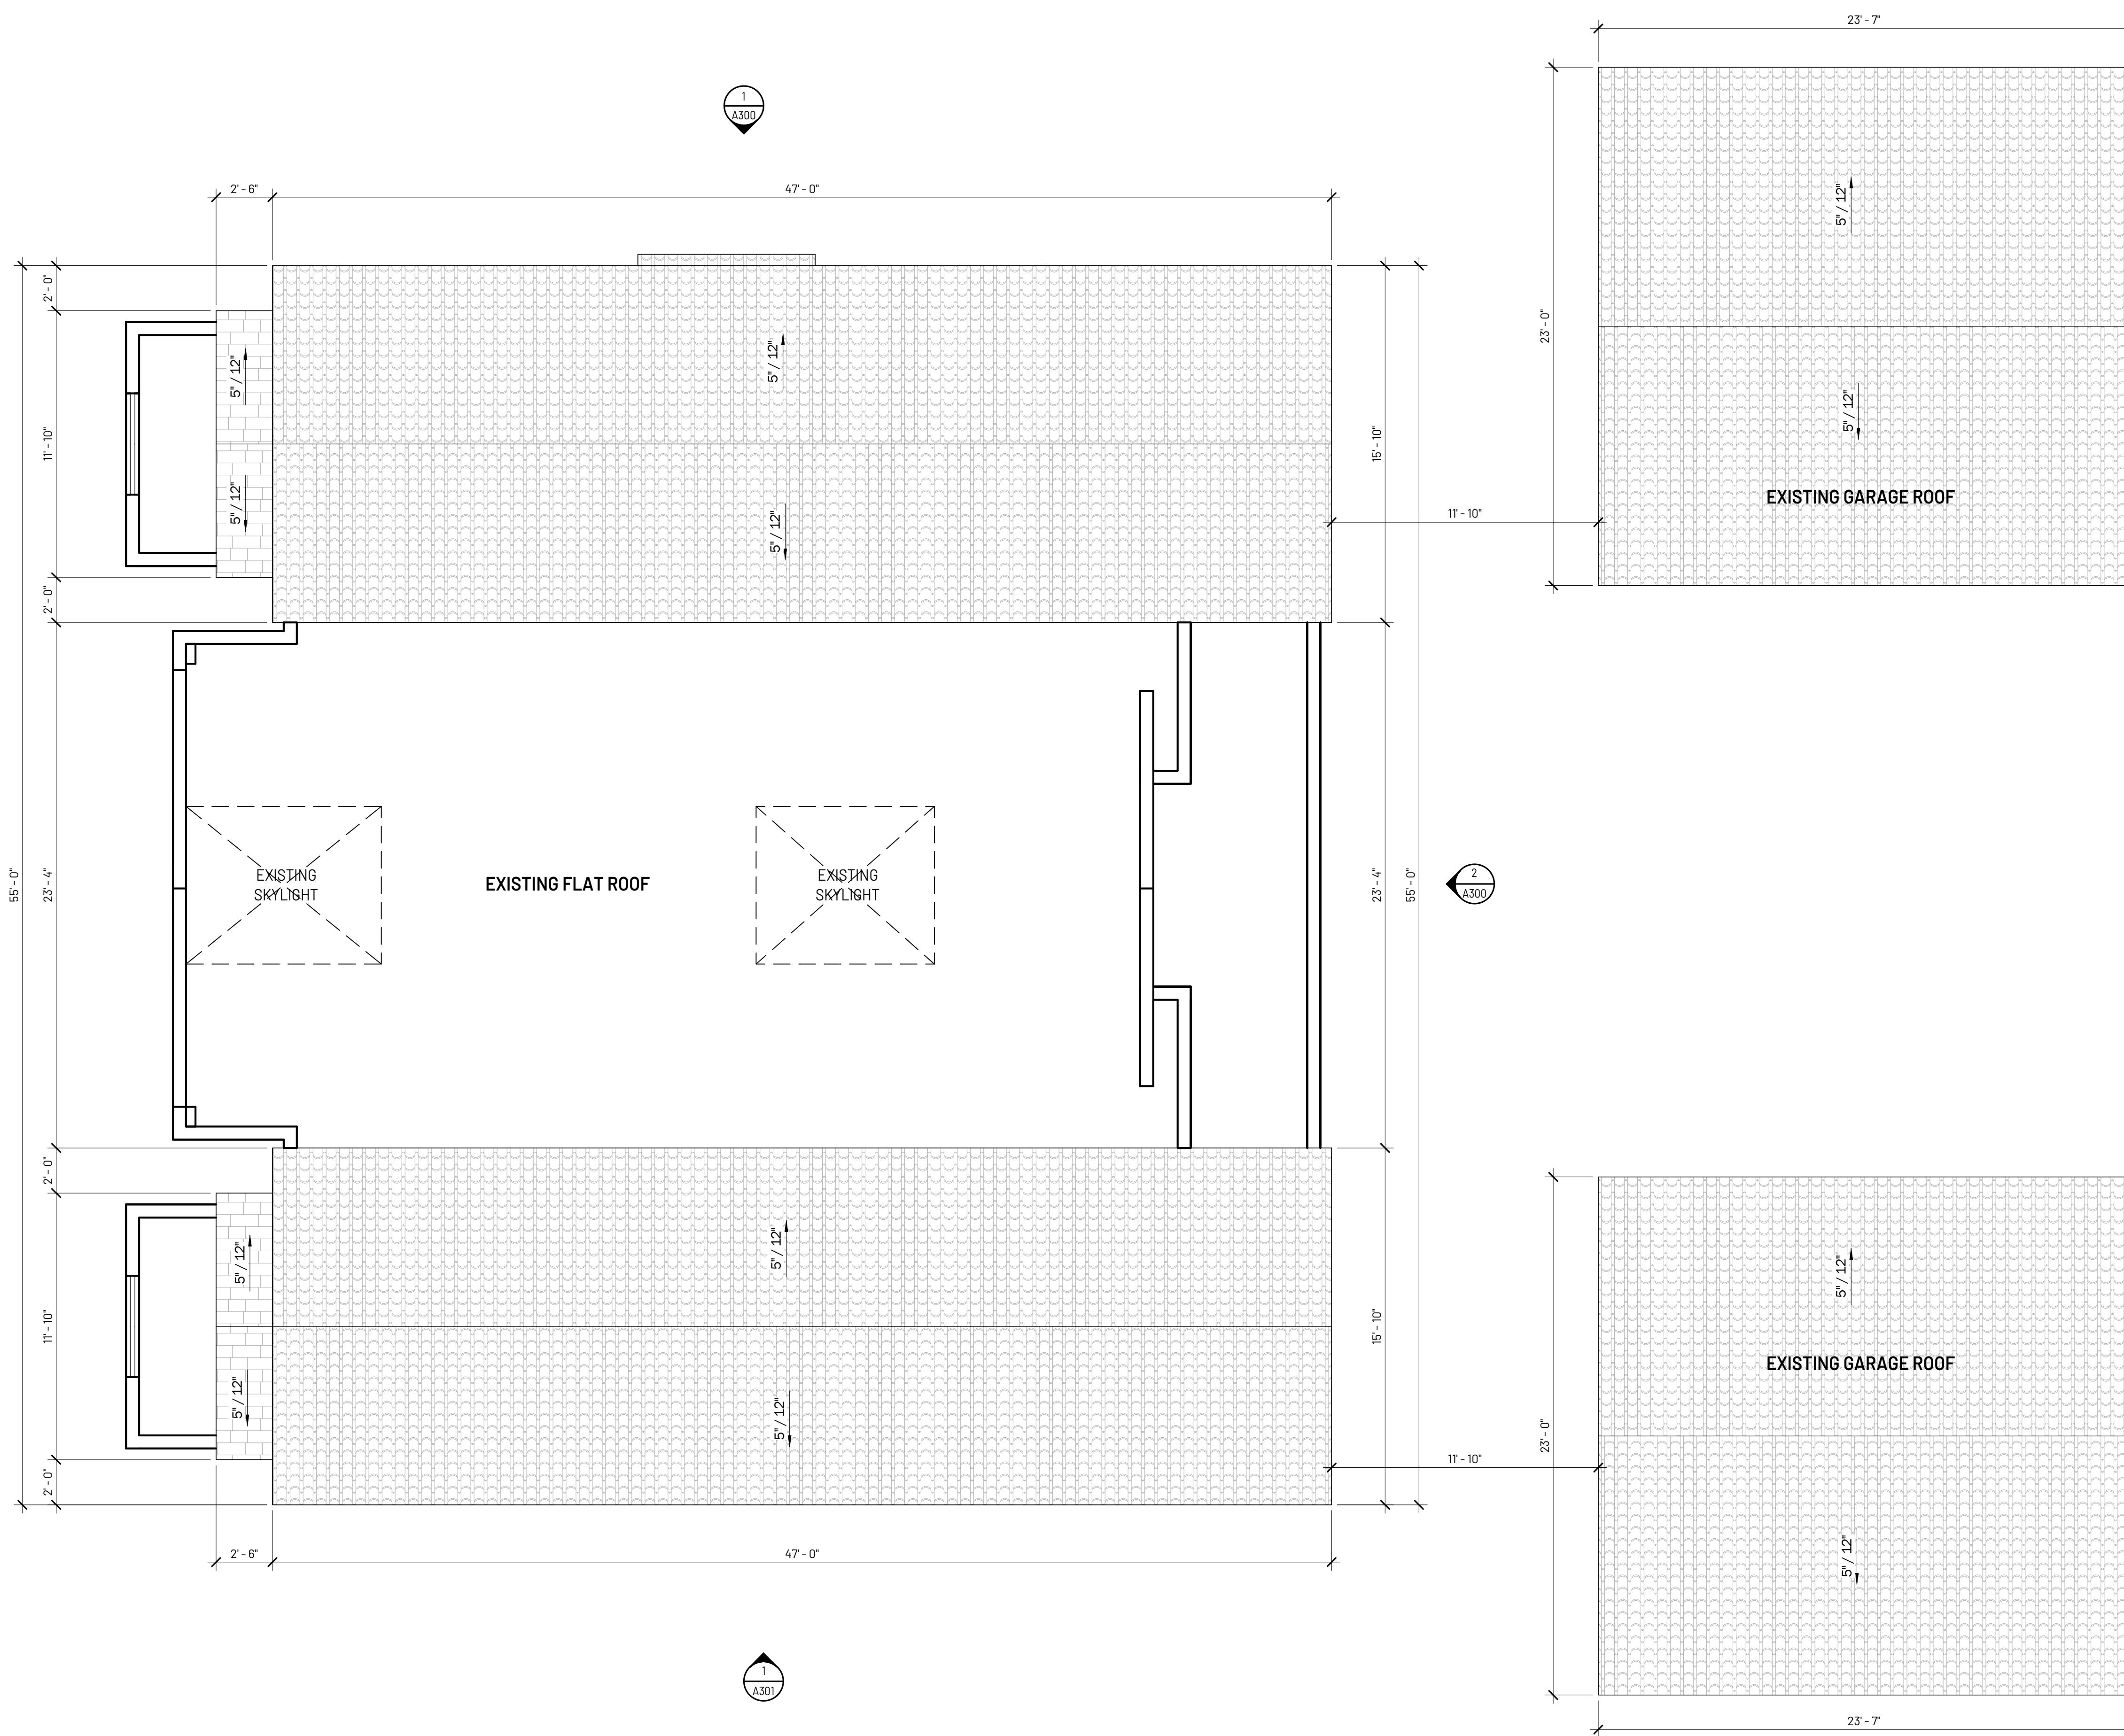 23' - 7"
1
A300
2' - 6"
47' - 0"
2' - 0"
5" / 12"
5" / 12"
5" / 12"
23' - 0"
11' - 10"
15' - 10"
5" / 12"
5" / 12"
5" / 12"
EXISTING GARAGE ROOF
11' - 10"
2' - 0"
55' - 0"
23' - 4"
EXISTING
SKYLIGHT
EXISTING FLAT ROOF
EXISTING
SKYLIGHT
23' - 4"
55' - 0"
2
A300
2' - 0"
5" / 12"
5" / 12"
5" / 12"
11' - 10"
15' - 10"
EXISTING GARAGE ROOF
5" / 12"
5" / 12"
23' - 0"
11' - 10"
2' - 0"
5" / 12"
2' - 6"
47' - 0"
1
A301
23' - 7"